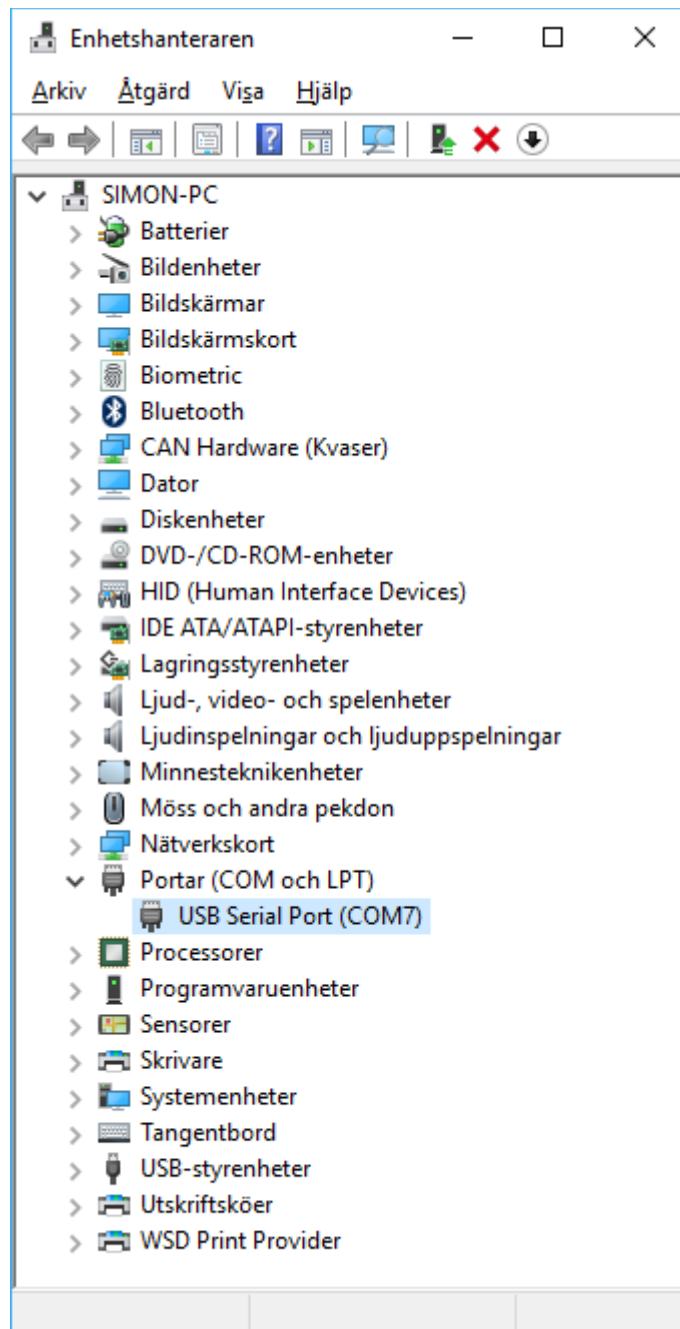 Enhetshanteraren
Arkiv Åtgärd Visa Hjälp
SIMON-PC
Batterier
Bildenheter
Bildskärmar
Bildskärmskort
Biometric
Bluetooth
CAN Hardware (Kvaser)
Dator
Diskenheter
DVD-/CD-ROM-enheter
HID (Human Interface Devices)
IDE ATA/ATAPI-styrenheter
Lagringsstyrenheter
Ljud-, video- och spelenheter
Ljudinspelningar och ljuduppspelningar
Minnesteknikenheter
Möss och andra pekdon
Nätverkskort
Portar (COM och LPT)
USB Serial Port (COM7)
Processorer
Programvaruenheter
Sensorer
Skrivare
Systemenheter
Tangentbord
USB-styrenheter
Utskriftsköer
WSD Print Provider